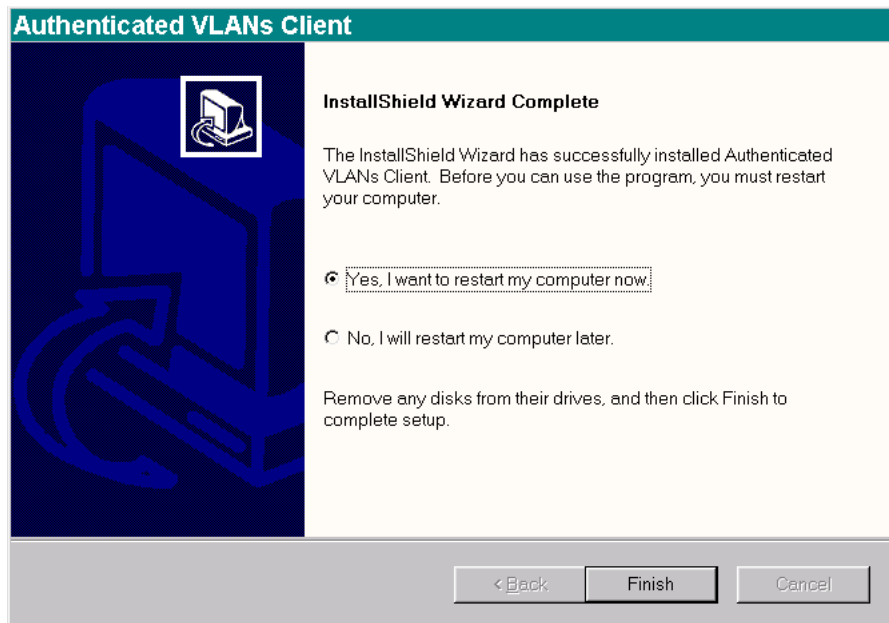 Authenticated VLANs Client
InstallShield Wizard Complete
The InstallShield Wizard has successfully installed Authenticated
VLANs Client. Before you can use the program, you must restart
your computer.
Yes, I want to restart my computer now.
No, I will restart my computer later.
Remove any disks from their drives, and then click Finish to
complete setup.
< Back
Finish
Cancel